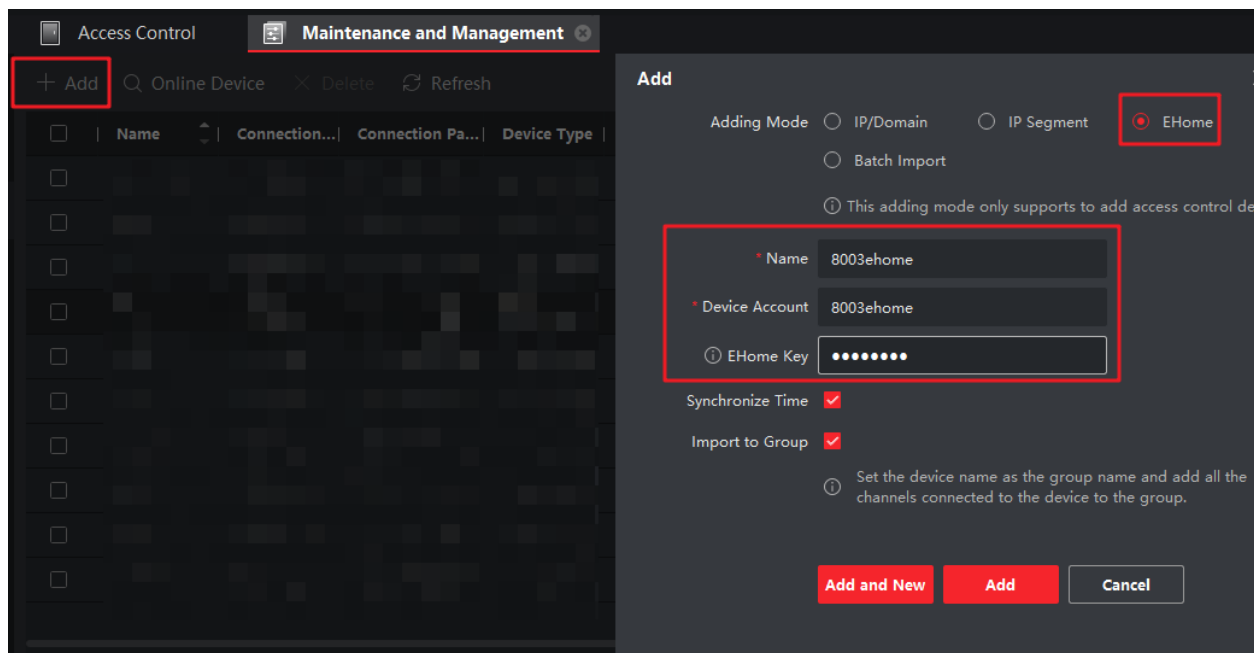 Access Control
Maintenance and Management
Add
Online Device
Delete
Refresh
Name
Connection...
Connection Pa...
Device Type
Add
Adding Mode
IP/Domain
IP Segment
EHome
Batch Import
This adding mode only supports to add access control de
* Name
8003ehome
* Device Account
8003ehome
EHome Key
●●●●●●●●
Synchronize Time
Import to Group
Set the device name as the group name and add all the
channels connected to the device to the group.
Add and New
Add
Cancel